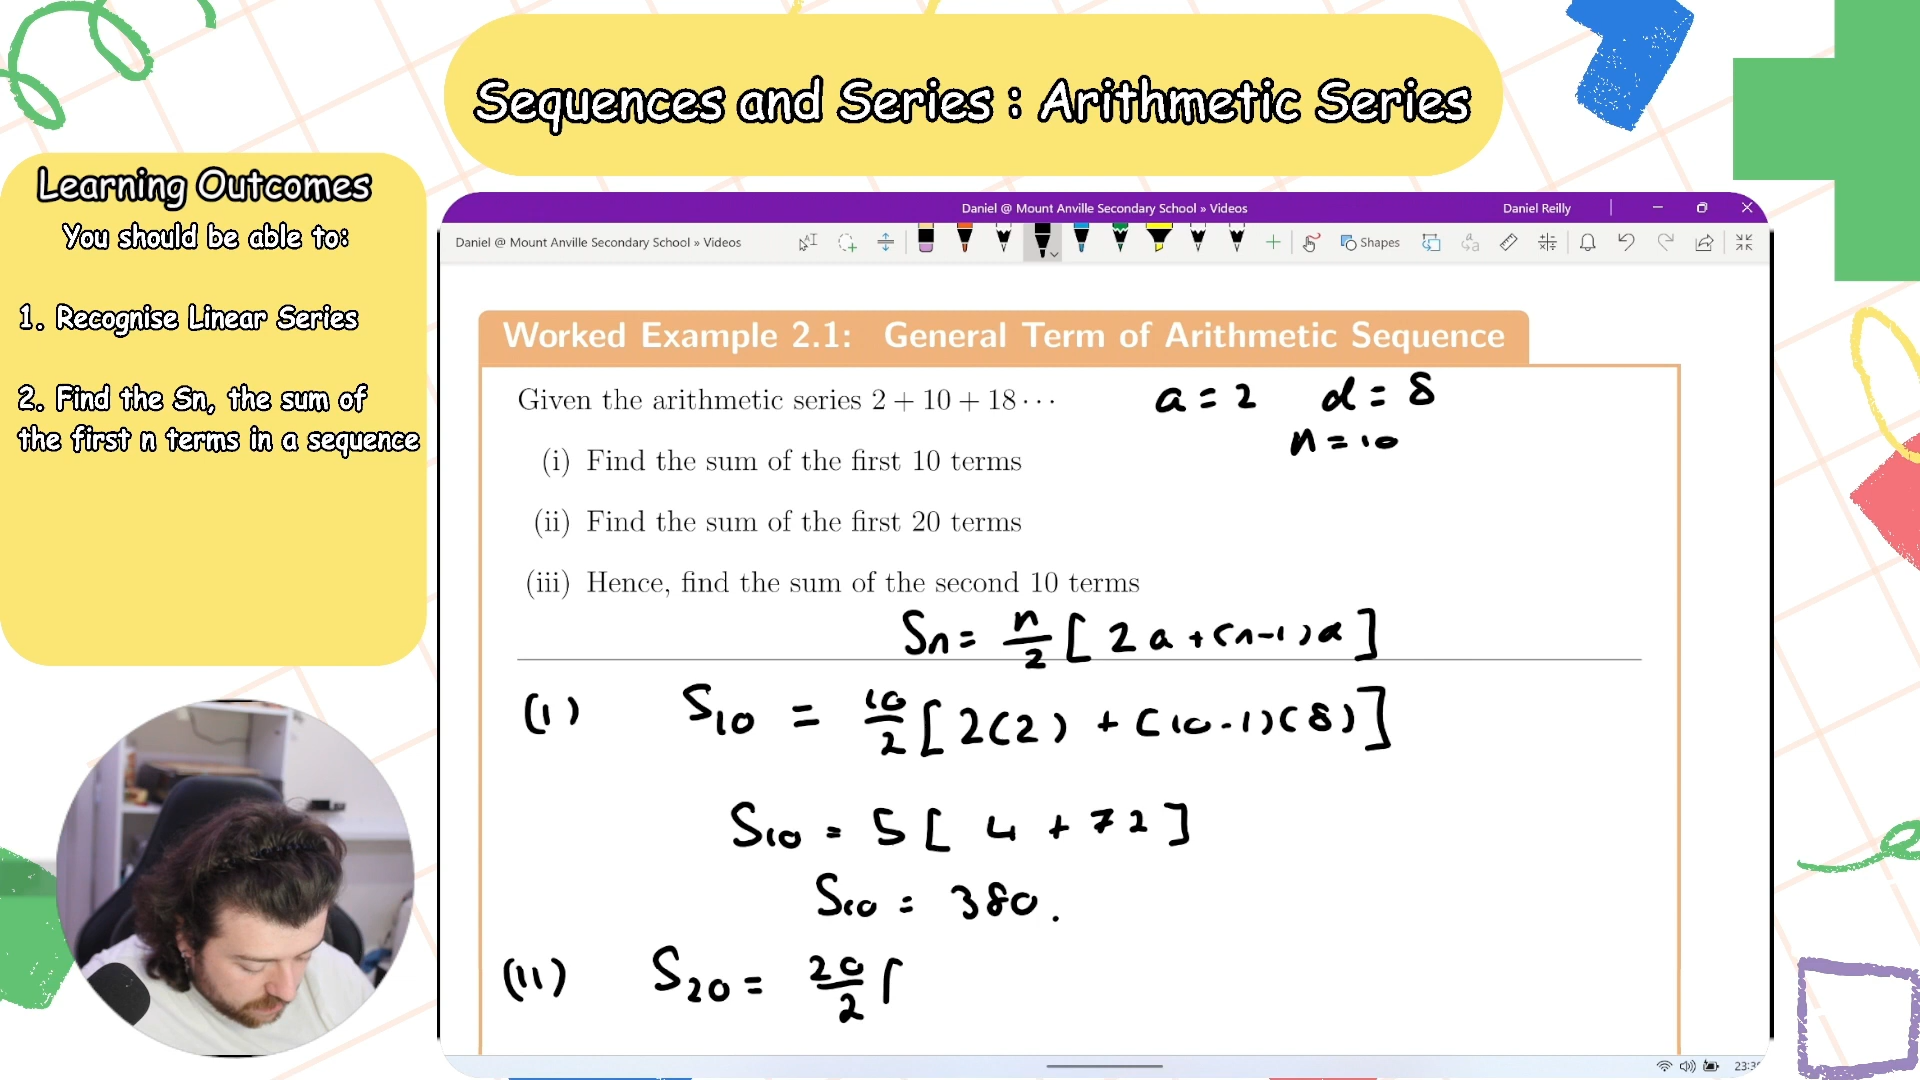 Sequences and Series : Arithmetic Series
Learning Outcomes
You should be able to:
1. Recognise Linear Series
2. Find the Sn, the sum of
the first n terms in a sequence
Daniel @ Mount Anville Secondary School » Videos
Daniel Reilly
Daniel @ Mount Anville Secondary School » Videos
Shapes
Worked Example 2.1: General Term of Arithmetic Sequence
Given the arithmetic series 2 + 10 + 18 · · ·
a = 2 d = 8
n = 10
(i) Find the sum of the first 10 terms
(ii) Find the sum of the first 20 terms
(iii) Hence, find the sum of the second 10 terms
Sn = n/2 [ 2a + (n-1)d ]
(i) S10 = 10/2 [ 2(2) + (10-1)(8) ]
S10 = 5 [ 4 + 72 ]
S10 = 380.
(ii) S20 = 20/2 [